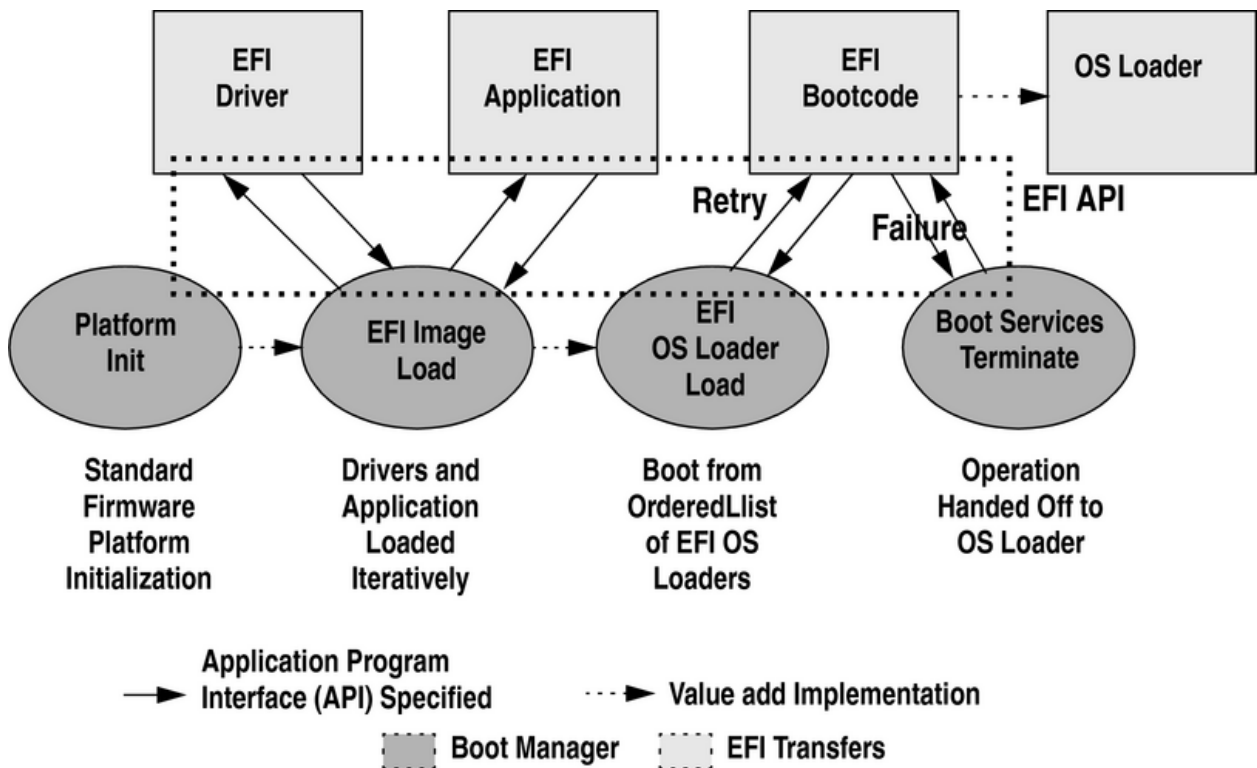 EFI
Driver
EFI
Application
EFI
Bootcode
OS Loader
Retry
Failure
EFI API
Platform
Init
EFI Image
Load
EFI
OS Loader
Load
Boot Services
Terminate
Standard
Firmware
Platform
Initialization
Drivers and
Application
Loaded
Iteratively
Boot from
OrderedLlist
of EFI OS
Loaders
Operation
Handed Off to
OS Loader
Application Program
Interface (API) Specified
Value add Implementation
Boot Manager
EFI Transfers